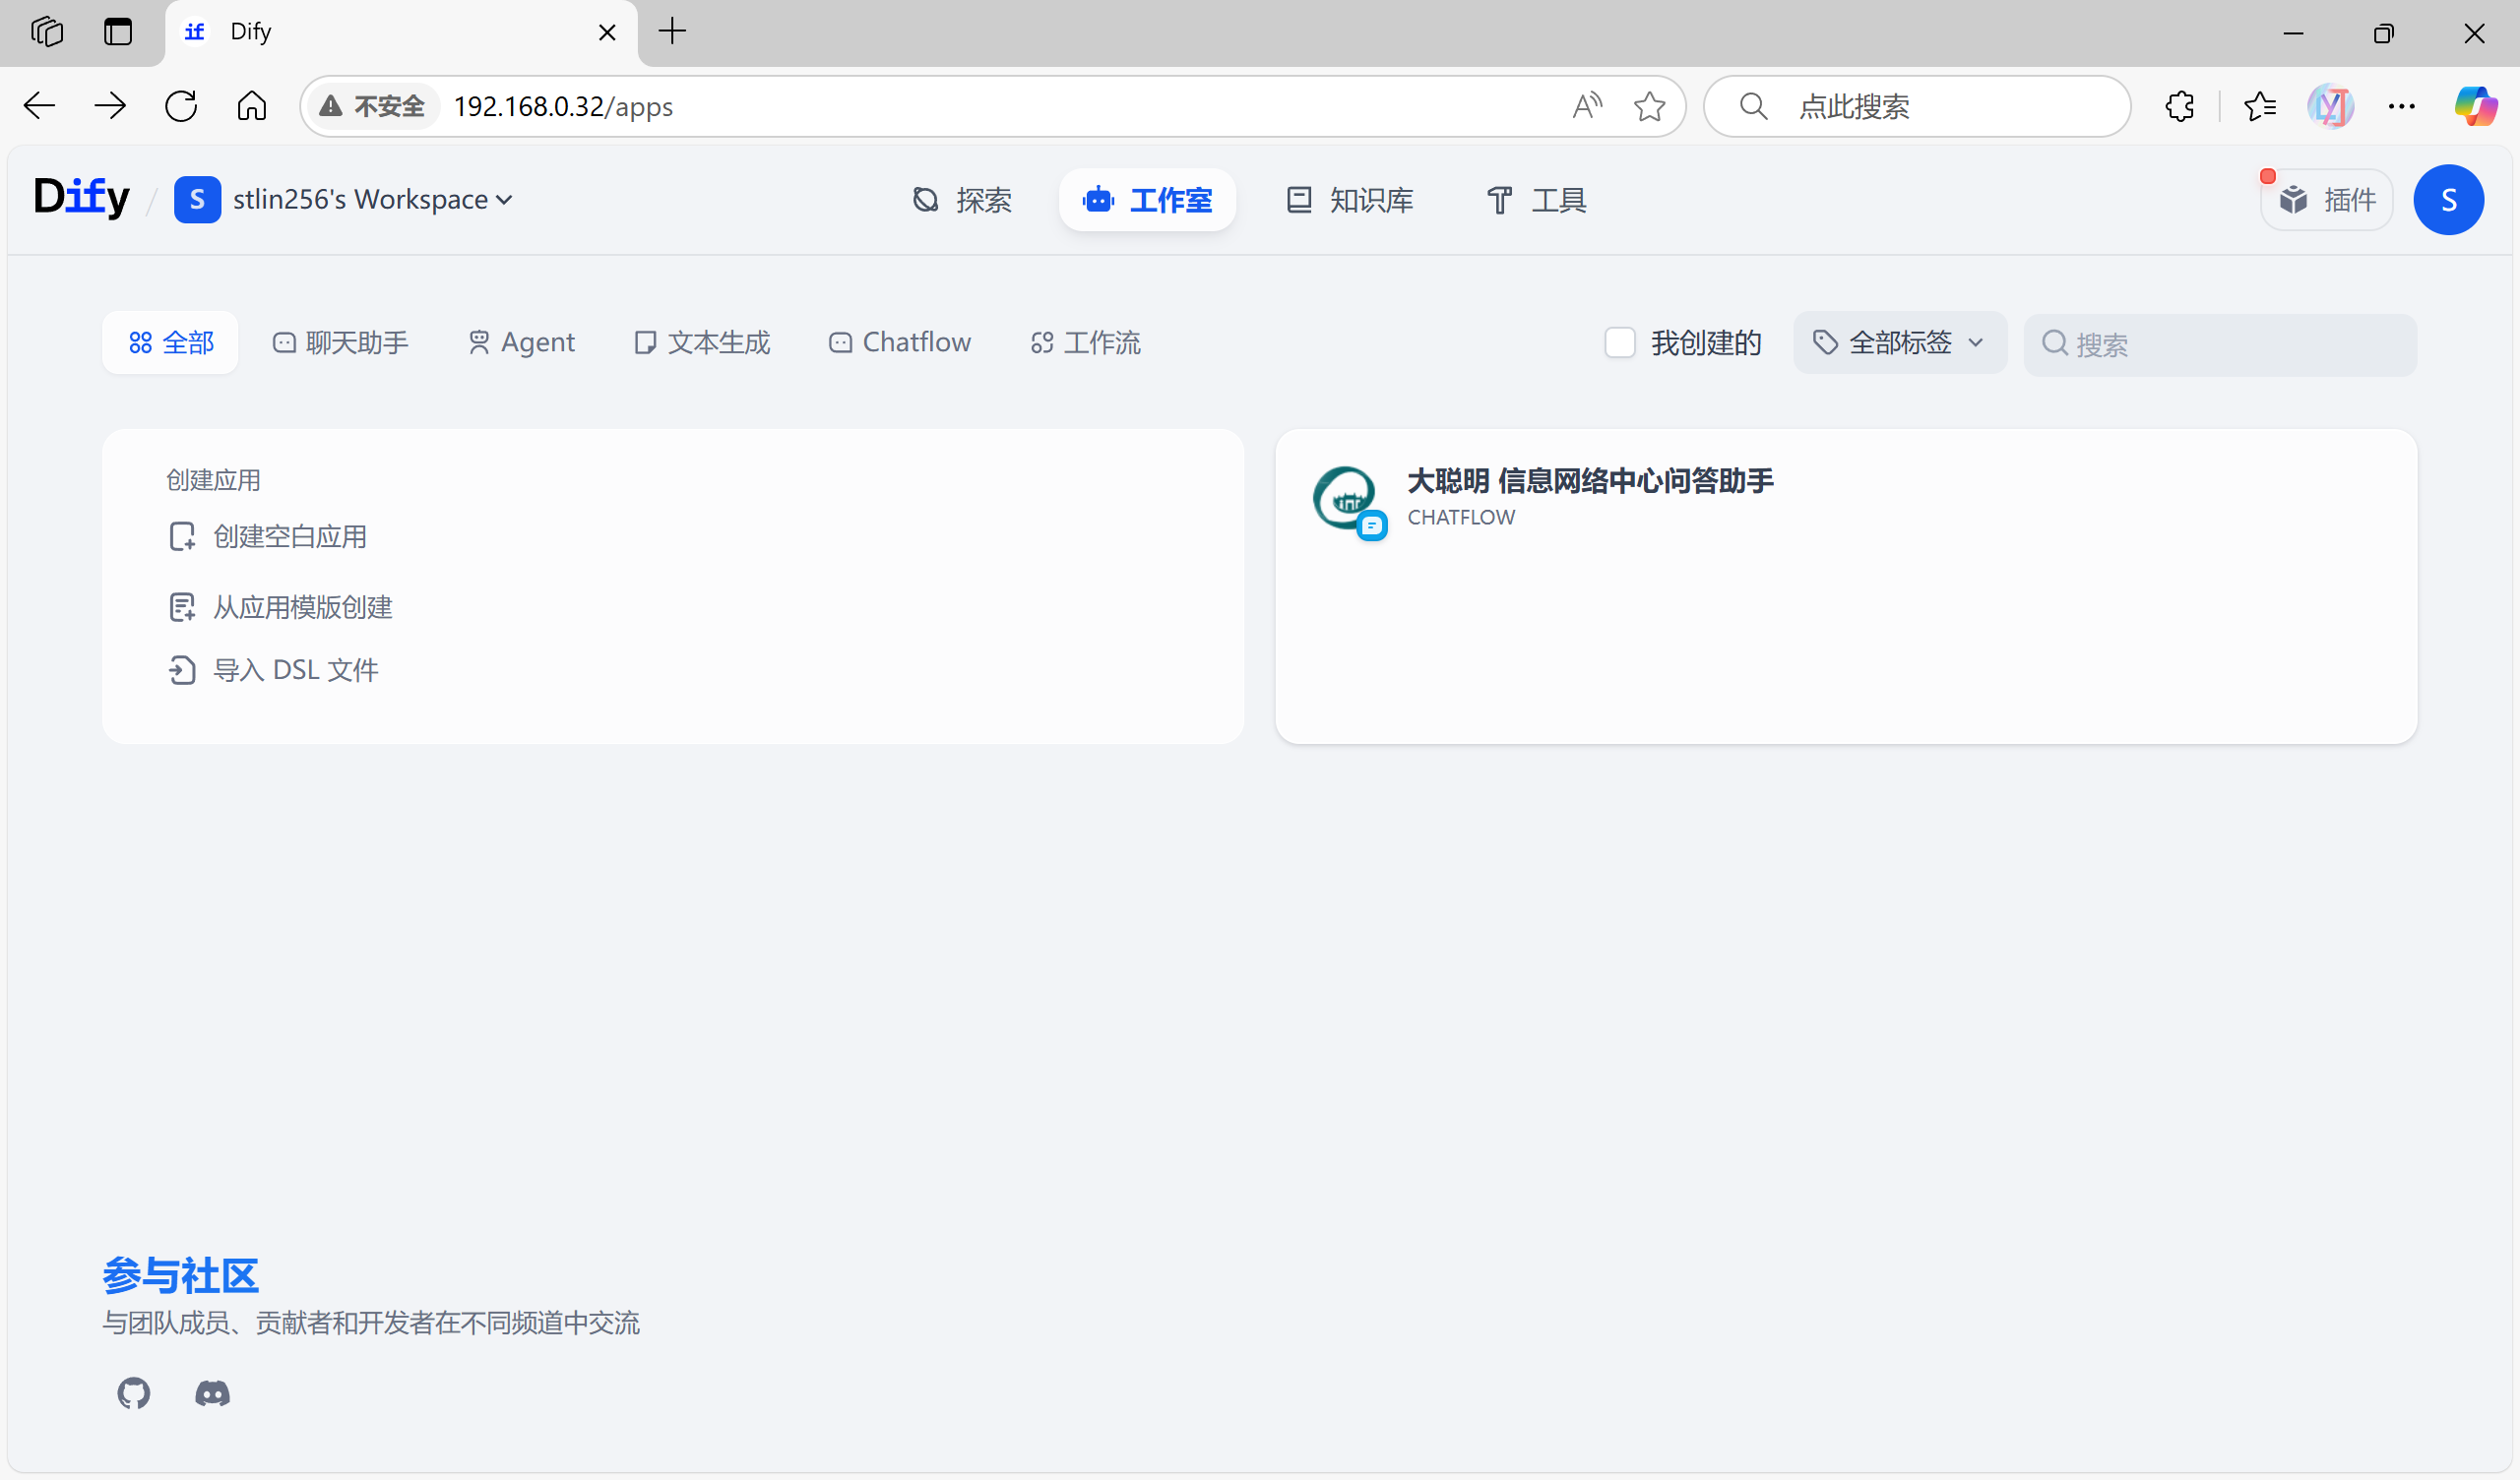 Dify
不安全 192.168.0.32/apps
点此搜索
Dify / S stlin256's Workspace
探索
工作室
知识库
工具
插件
S
全部
聊天助手
Agent
文本生成
Chatflow
工作流
我创建的
全部标签
搜索
创建应用
创建空白应用
从应用模版创建
导入 DSL 文件
大聪明 信息网络中心问答助手
CHATFLOW
参与社区
与团队成员、贡献者和开发者在不同频道中交流